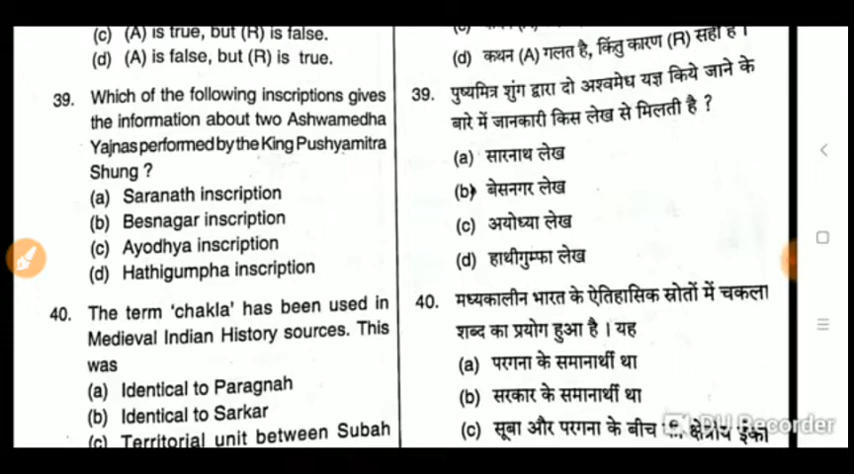 (c) (A) is true, but (R) is false.
(d) (A) is false, but (R) is true.
39. Which of the following inscriptions gives
the information about two Ashwamedha
Yajnas performed by the King Pushyamitra
Shung ?
(a) Saranath inscription
(b) Besnagar inscription
(c) Ayodhya inscription
(d) Hathigumpha inscription
40. The term 'chakla' has been used in
Medieval Indian History sources. This
was
(a) Identical to Paragnah
(b) Identical to Sarkar
(c) Territorial unit between Subah
(d) कथन (A) गलत है, किंतु कारण (R) सही है ।
39. पुष्यमित्र शुंग द्वारा दो अश्वमेध यज्ञ किये जाने के
बारे में जानकारी किस लेख से मिलती है ?
(a) सारनाथ लेख
(b) बेसनगर लेख
(c) अयोध्या लेख
(d) हाथीगुम्फा लेख
40. मध्यकालीन भारत के ऐतिहासिक स्रोतों में चकला
शब्द का प्रयोग हुआ है । यह
(a) परगना के समानार्थी था
(b) सरकार के समानार्थी था
(c) सूबा और परगना के बीच क्षेत्रीय
Recorder